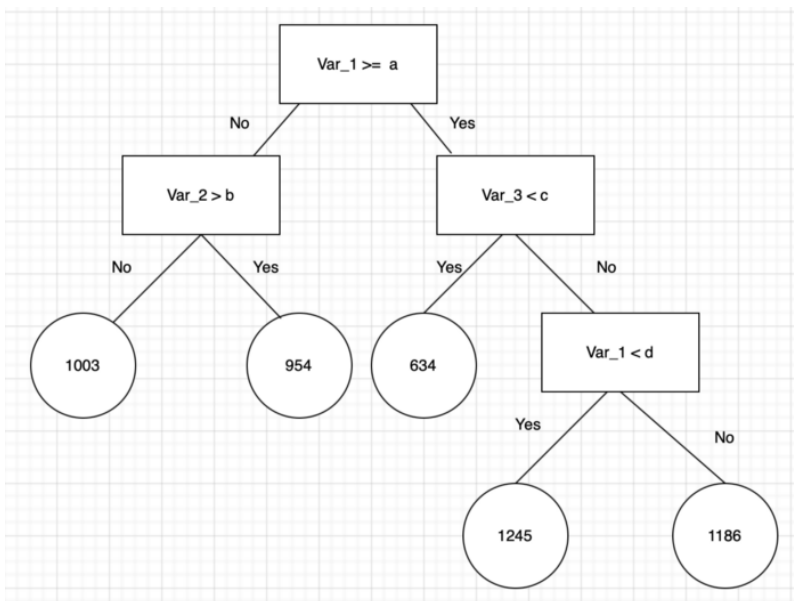 Var_1 >= a
No
Yes
Var_2 > b
Var_3 < c
No
Yes
Yes
No
1003
954
634
Var_1 < d
Yes
No
1245
1186